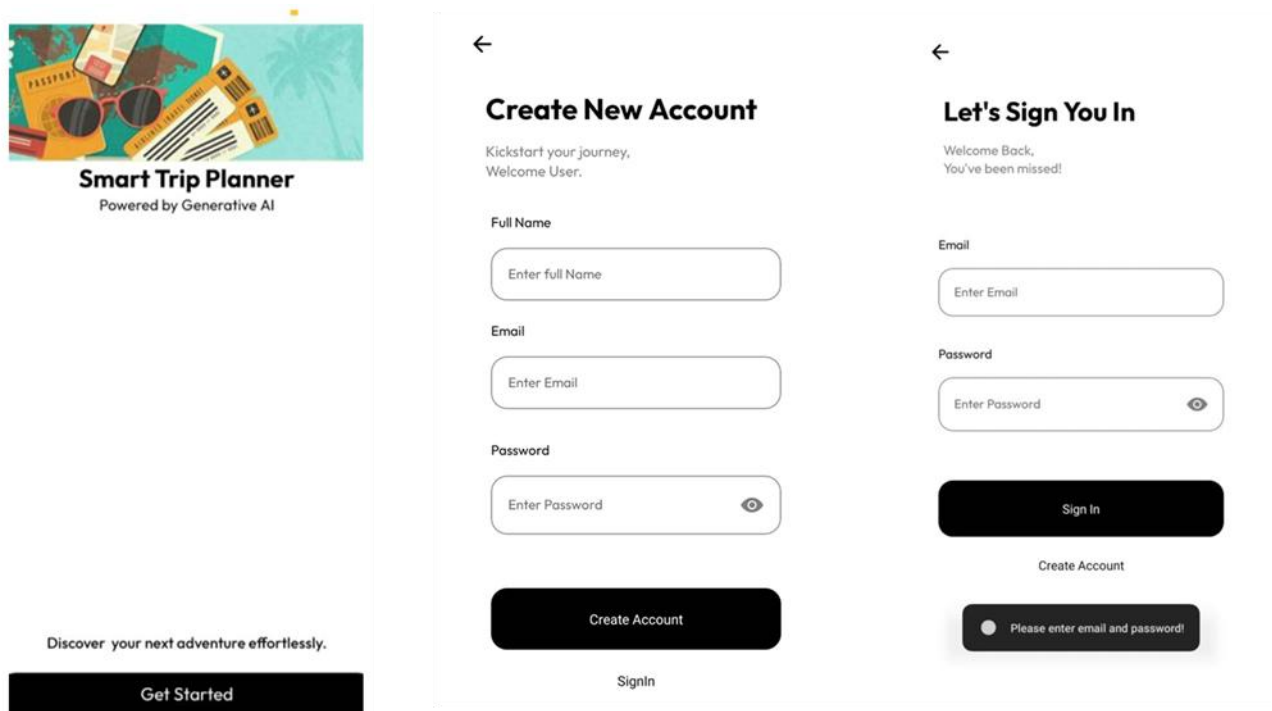 PASSPORT
Smart Trip Planner
Powered by Generative AI
Discover your next adventure effortlessly.
Get Started
Create New Account
Kickstart your journey,
Welcome User.
Full Name
Enter full Name
Email
Enter Email
Password
Enter Password
Create Account
SignIn
Let's Sign You In
Welcome Back,
You've been missed!
Email
Enter Email
Password
Enter Password
Sign In
Create Account
Please enter email and password!